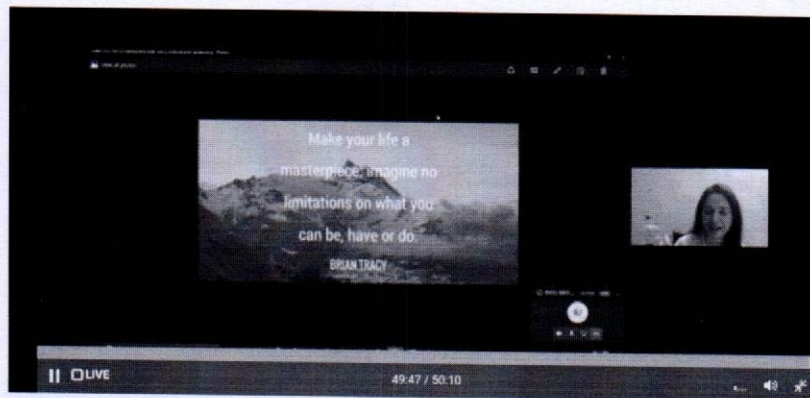 Make your life a
masterpiece; imagine no
limitations on what you
can be, have or do.
BRIAN TRACY
LIVE
49:47 / 50:10